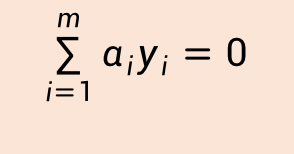 m
∑ aᵢyᵢ = 0
i=1